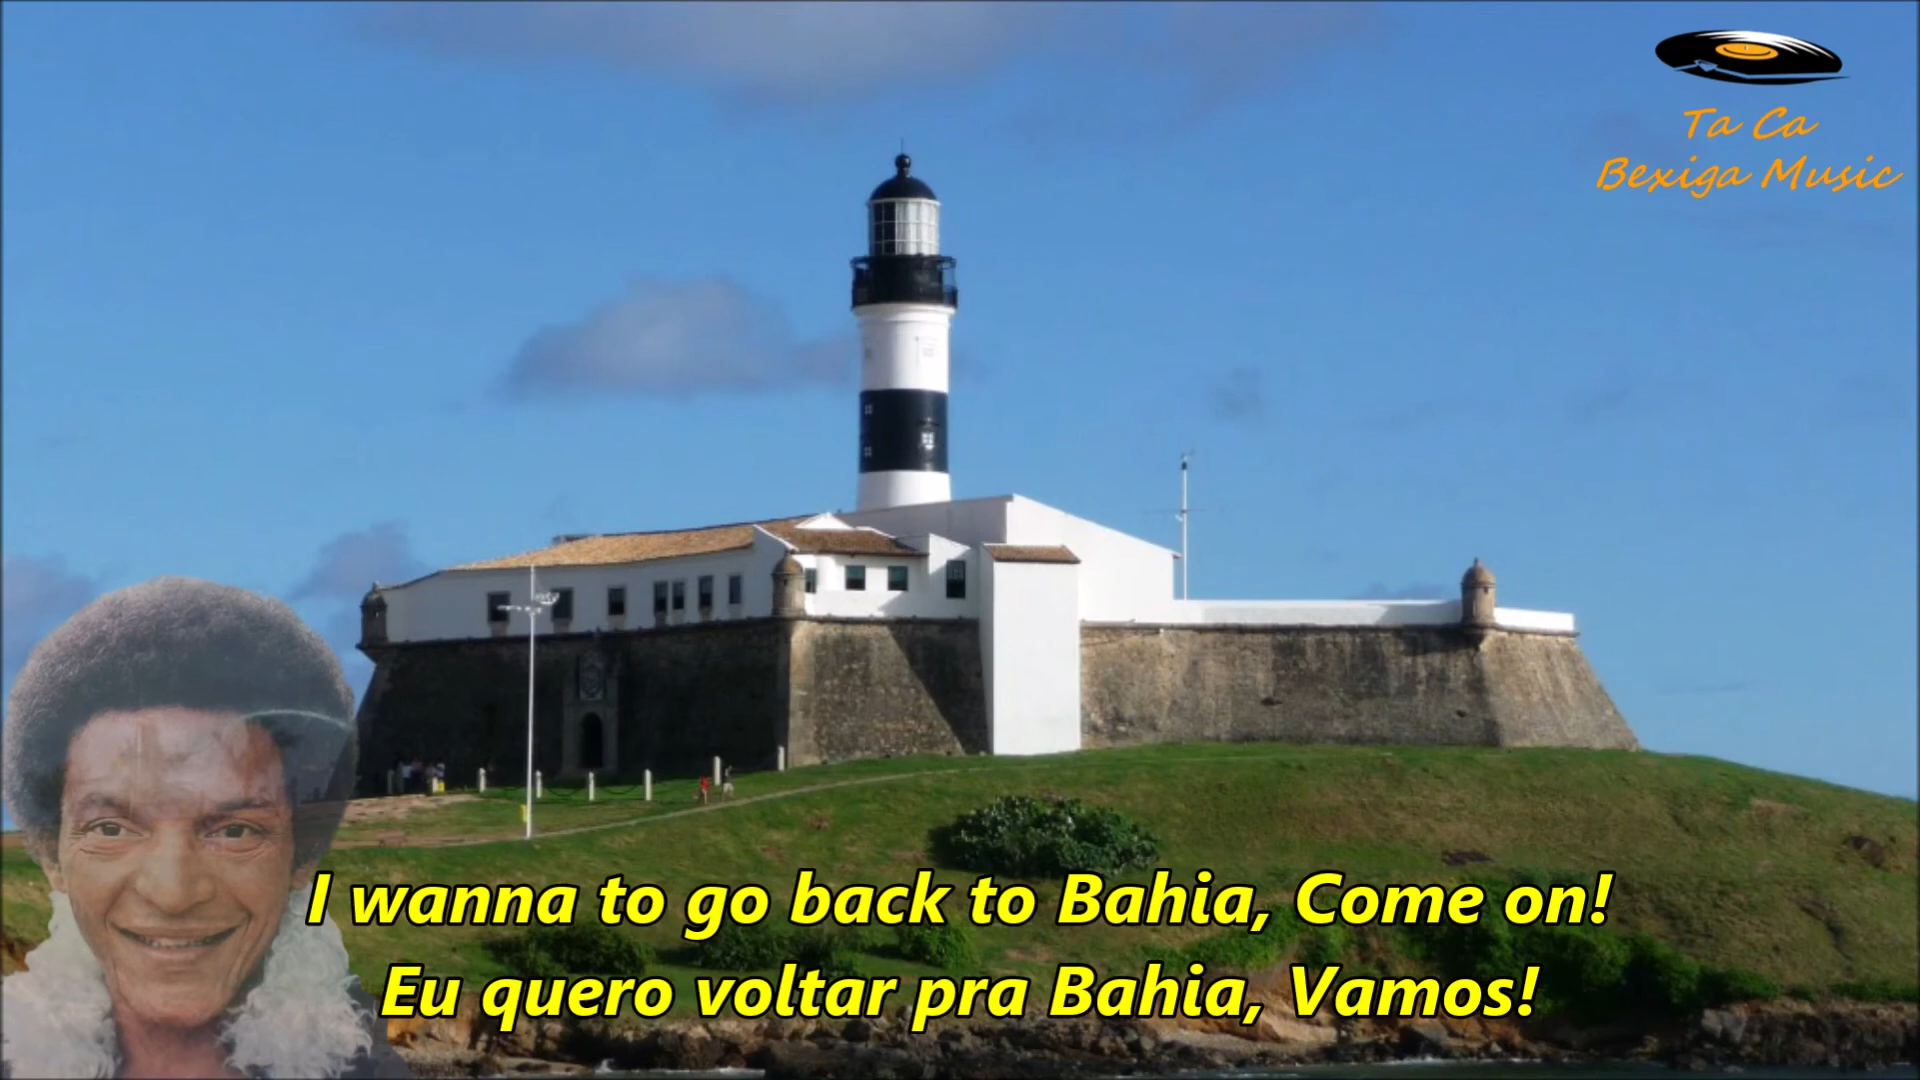 Ta Ca
Bexiga Music
I wanna to go back to Bahia, Come on!
Eu quero voltar pra Bahia, Vamos!